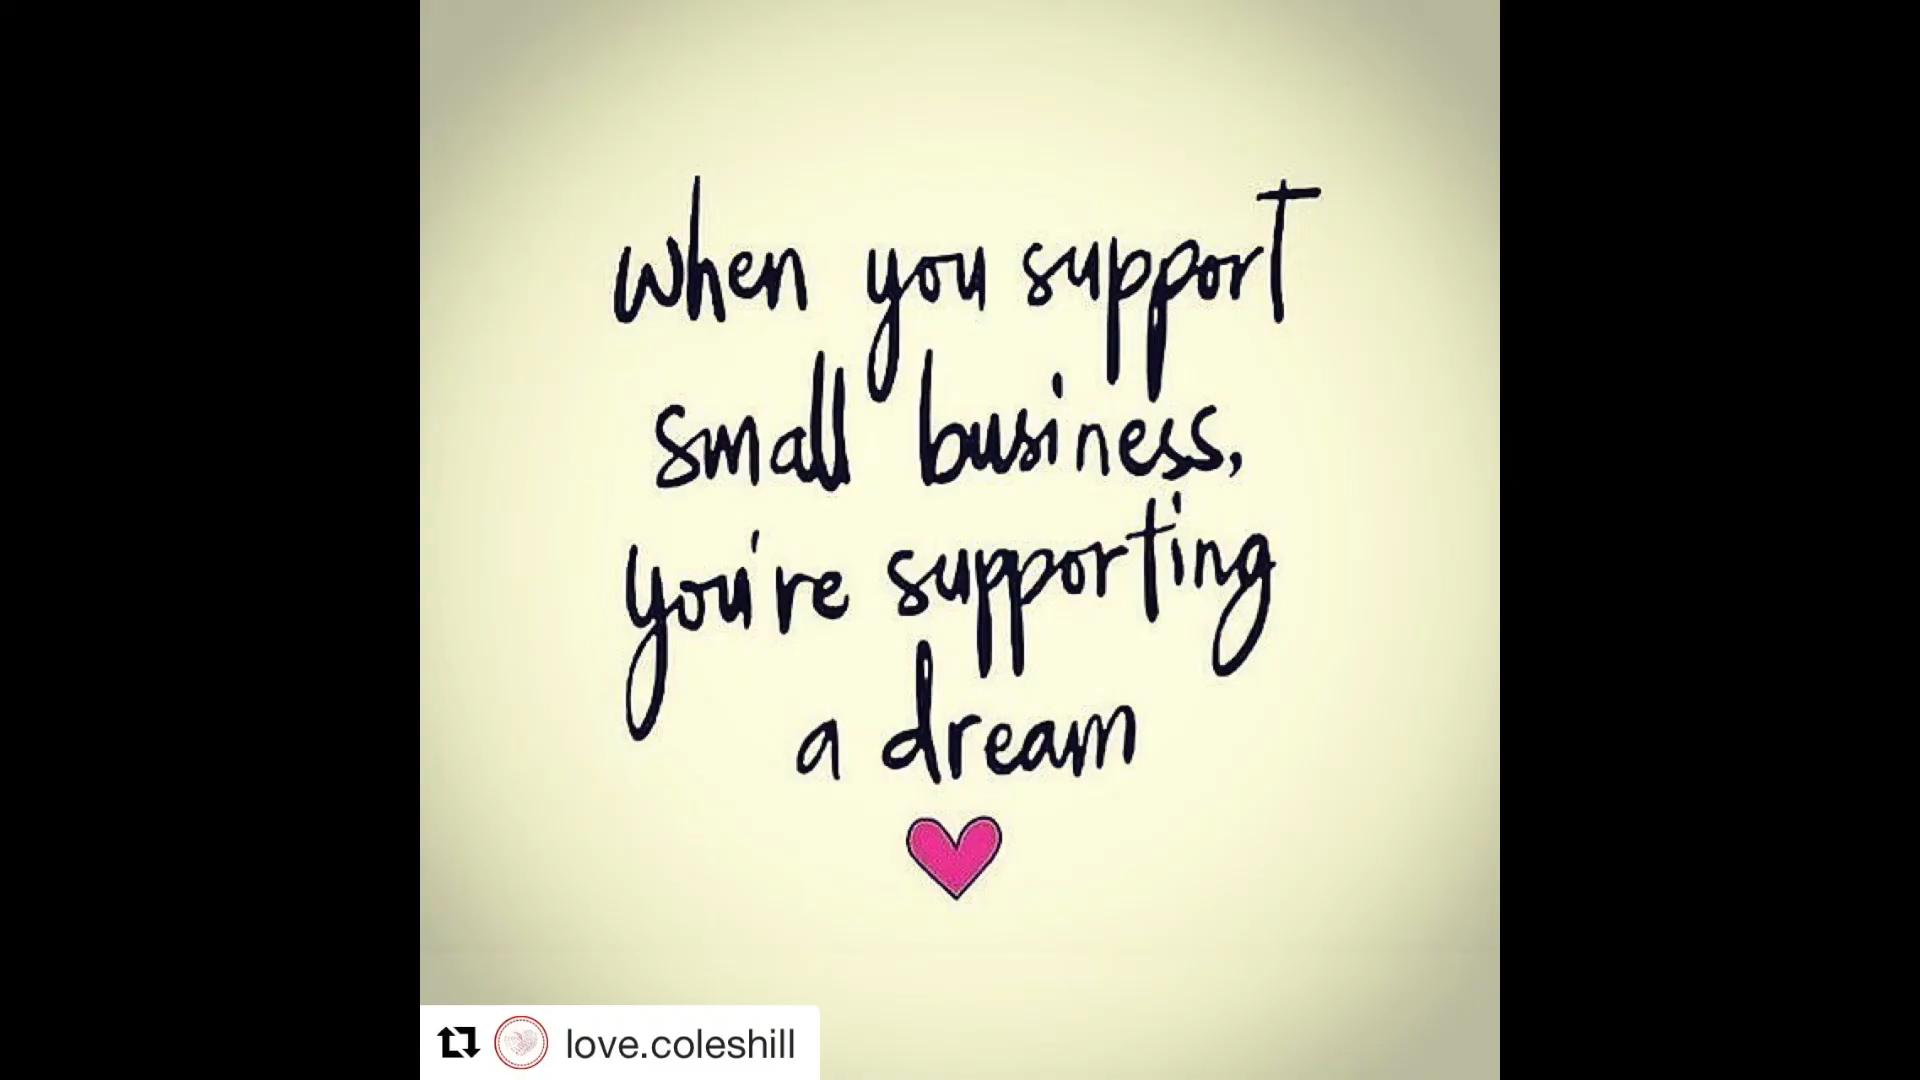 when you support
small business,
you're supporting
a dream
love.coleshill